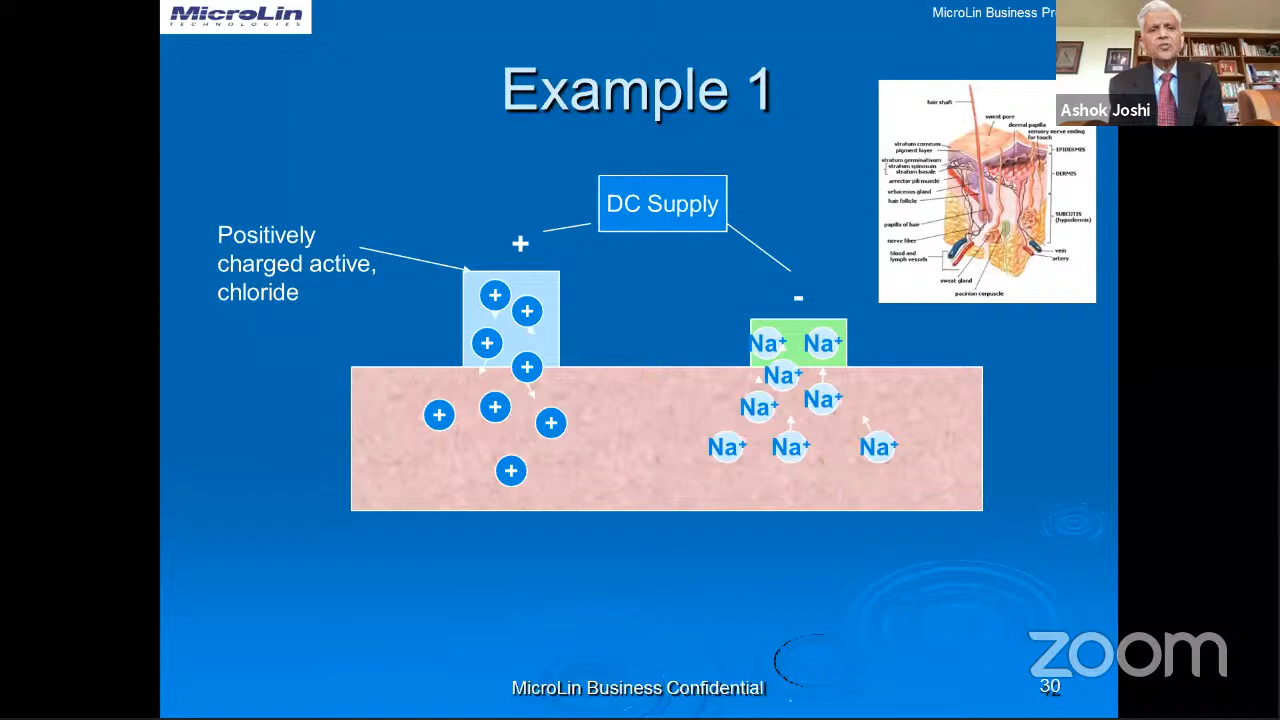 MicroLin
TECHNOLOGIES
MicroLin Business
Ashok Joshi
Example 1
DC Supply
+
-
Positively
charged active,
chloride
+
+
+
+
+
+
+
+
Na⁺
Na⁺
Na⁺
Na⁺
Na⁺
Na⁺
Na⁺
Na⁺
hair shaft
sweat pore
dermal papilla
sensory nerve ending
for touch
stratum corneum
pigment layer
stratum germinativum
stratum spinosum
stratum basale
arrector pili muscle
sebaceous gland
hair follicle
papilla of hair
nerve fiber
blood and
lymph vessels
sweat gland
pacinian corpuscle
EPIDERMIS
DERMIS
SUBCUTIS
(hypodermis)
vein
artery
MicroLin Business Confidential
30
zoom